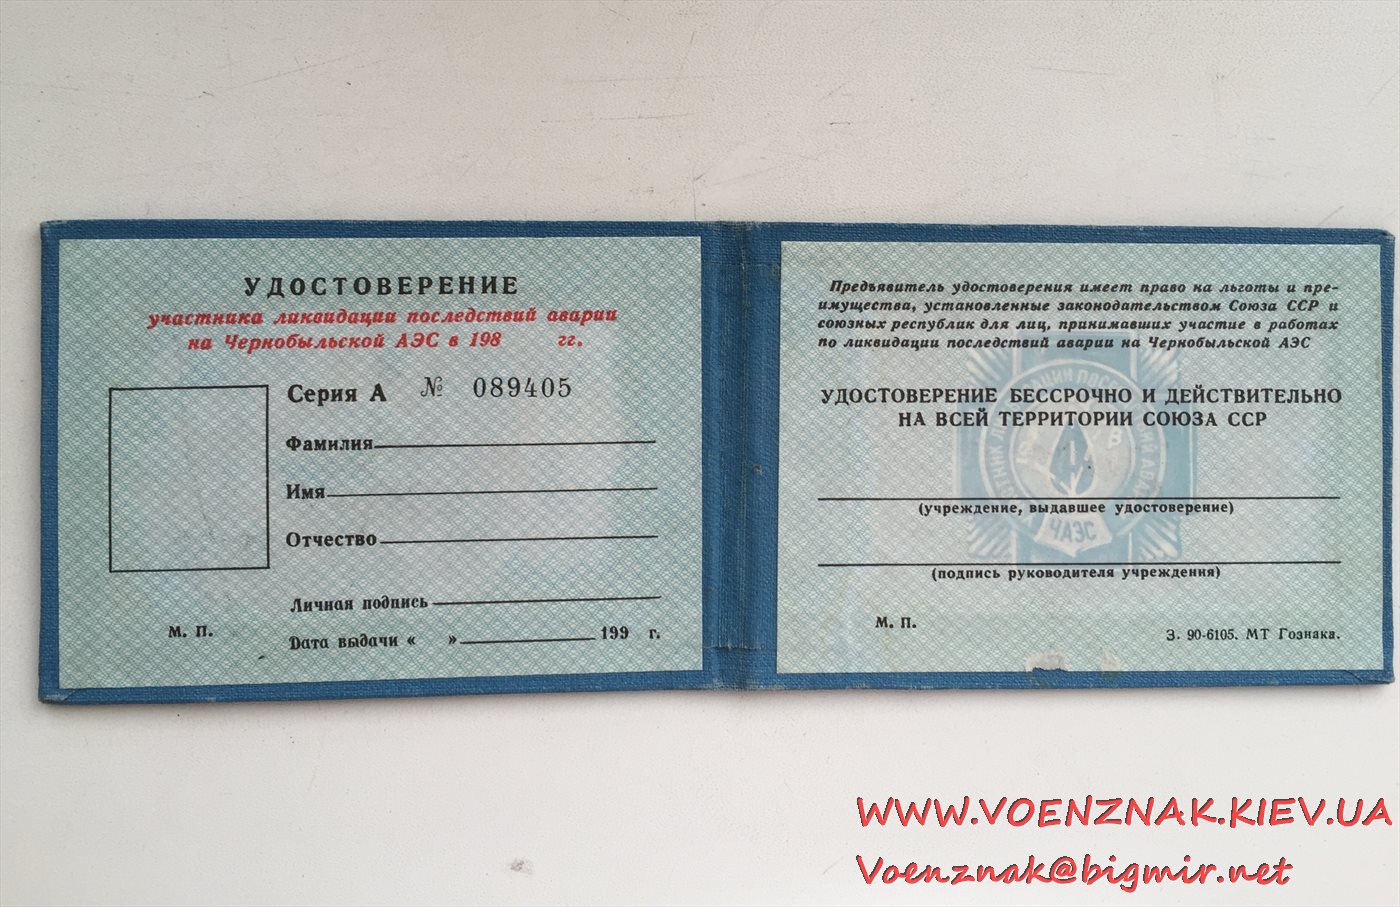 УДОСТОВЕРЕНИЕ
участника ликвидации последствий аварии
на Чернобыльской АЭС в 198 гг.
Серия А № 089405
Фамилия
Имя
Отчество
Личная подпись
М. П.
Дата выдачи « » 199 г.
Предъявитель удостоверения имеет право на льготы и пре-
имущества, установленные законодательством Союза ССР и
союзных республик для лиц, принимавших участие в работах
по ликвидации последствий аварии на Чернобыльской АЭС
УДОСТОВЕРЕНИЕ БЕССРОЧНО И ДЕЙСТВИТЕЛЬНО
НА ВСЕЙ ТЕРРИТОРИИ СОЮЗА ССР
(учреждение, выдавшее удостоверение)
ЧАЭС
(подпись руководителя учреждения)
М. П.
З. 90-6105. МТ Гознака.
WWW.VOENZNAK.KIEV.UA
Voenznak@bigmir.net